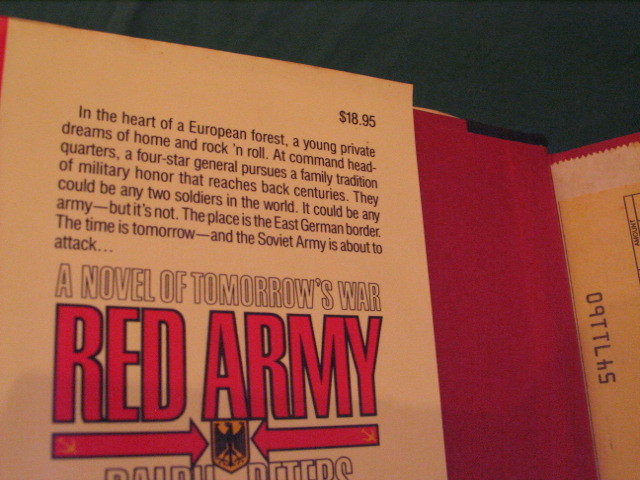 $18.95
In the heart of a European forest, a young private
dreams of home and rock 'n roll. At command head-
quarters, a four-star general pursues a family tradition
of military honor that reaches back centuries. They
could be any two soldiers in the world. It could be any
army—but it's not. The place is the East German border.
The time is tomorrow—and the Soviet Army is about to
attack...
A NOVEL OF TOMORROW'S WAR
RED ARMY
RALPH PETERS